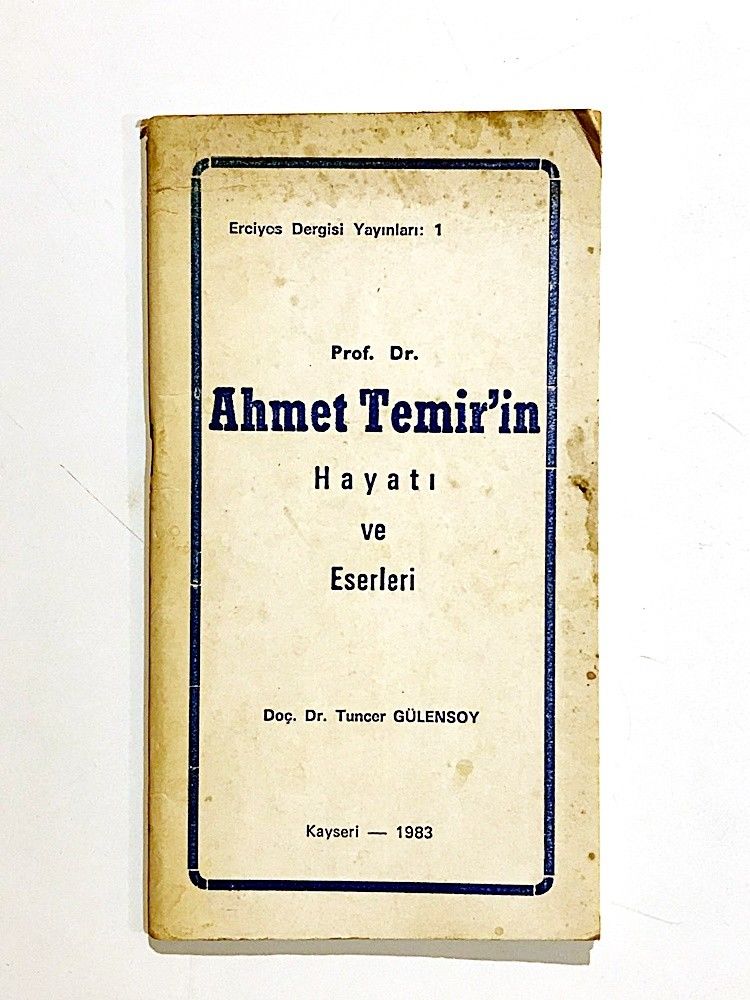 Erciyes Dergisi Yayınları: 1
Prof. Dr.
Ahmet Temir'in
Hayatı
ve
Eserleri
Doç. Dr. Tuncer GÜLENSOY
Kayseri — 1983